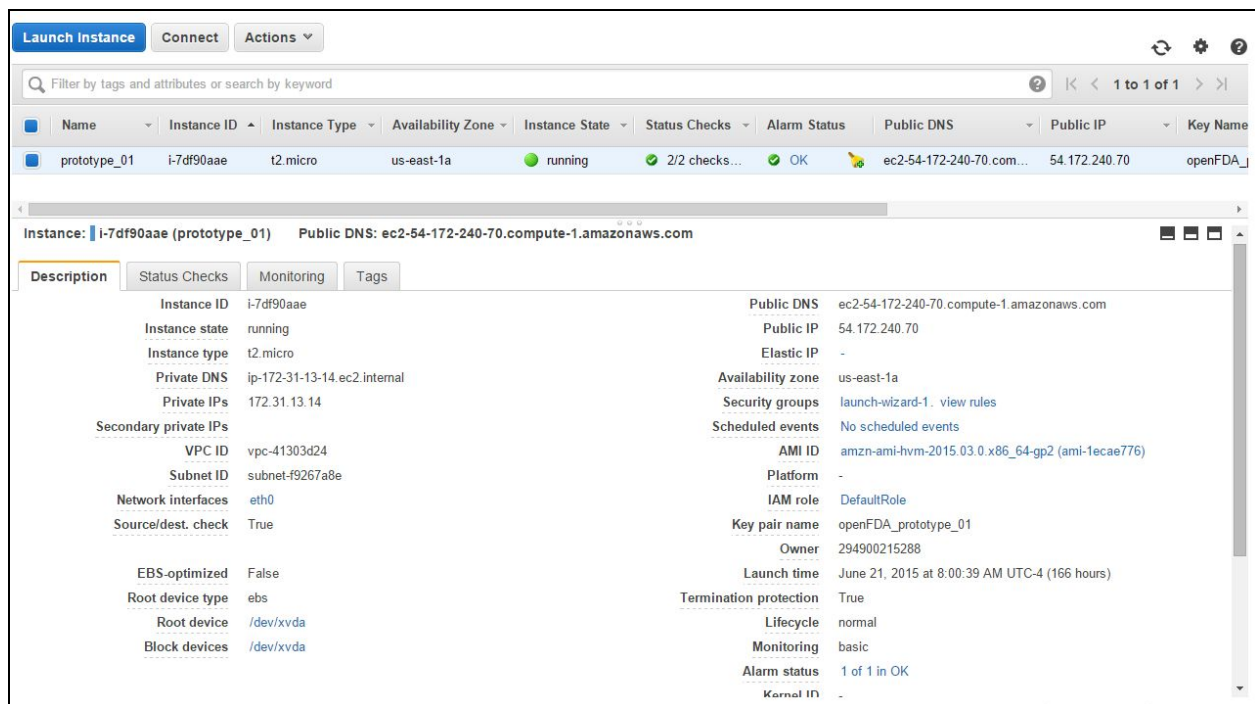 Launch Instance Connect Actions
Filter by tags and attributes or search by keyword 1 to 1 of 1
Name Instance ID Instance Type Availability Zone Instance State Status Checks Alarm Status Public DNS Public IP Key Name
prototype_01 i-7df90aae t2.micro us-east-1a running 2/2 checks... OK ec2-54-172-240-70.com... 54.172.240.70 openFDA_p
Instance: i-7df90aae (prototype_01) Public DNS: ec2-54-172-240-70.compute-1.amazonaws.com
Description Status Checks Monitoring Tags
Instance ID i-7df90aae Public DNS ec2-54-172-240-70.compute-1.amazonaws.com
Instance state running Public IP 54.172.240.70
Instance type t2.micro Elastic IP -
Private DNS ip-172-31-13-14.ec2.internal Availability zone us-east-1a
Private IPs 172.31.13.14 Security groups launch-wizard-1. view rules
Secondary private IPs Scheduled events No scheduled events
VPC ID vpc-41303d24 AMI ID amzn-ami-hvm-2015.03.0.x86_64-gp2 (ami-1ecae776)
Subnet ID subnet-f9267a8e Platform -
Network interfaces eth0 IAM role DefaultRole
Source/dest. check True Key pair name openFDA_prototype_01
Owner 294900215288
EBS-optimized False Launch time June 21, 2015 at 8:00:39 AM UTC-4 (166 hours)
Root device type ebs Termination protection True
Root device /dev/xvda Lifecycle normal
Block devices /dev/xvda Monitoring basic
Alarm status 1 of 1 in OK
Kernel ID -